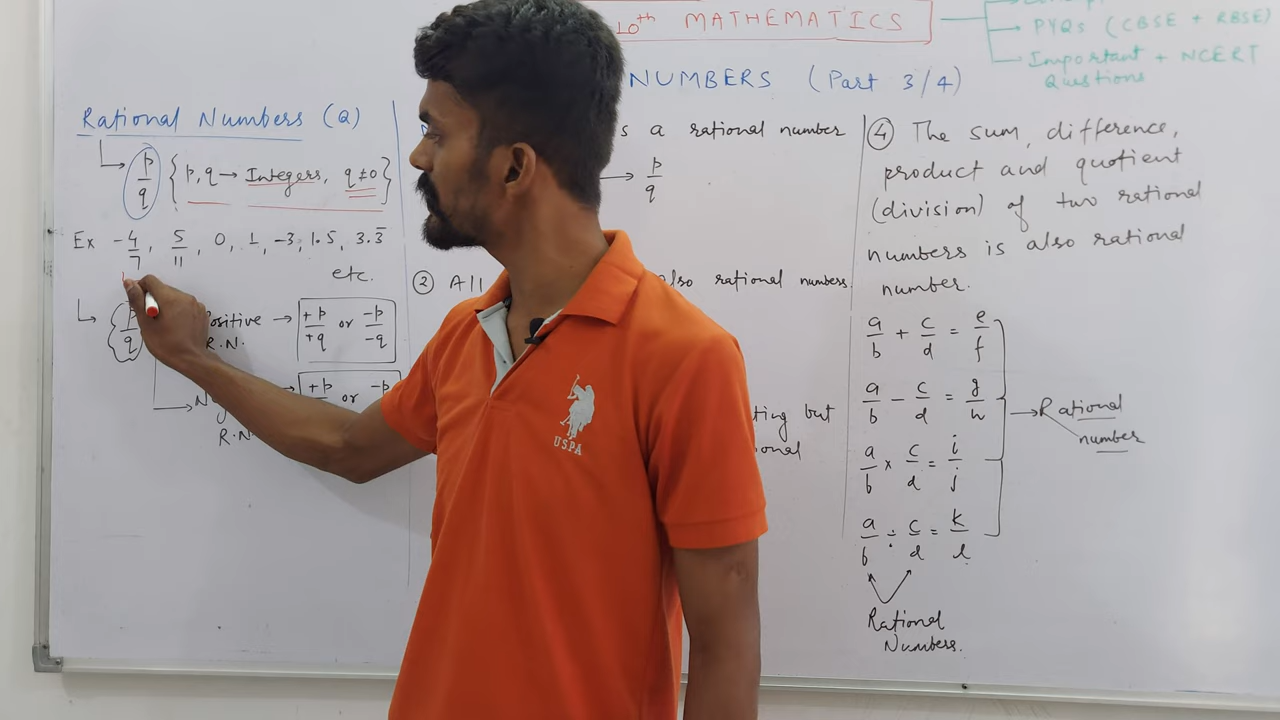 10th MATHEMATICS
PYQs (CBSE + RBSE)
Important + NCERT
Qustions
NUMBERS (Part 3/4)
Rational Numbers (Q)
p/q {p,q → Integers, q≠0}
Ex -4/7, 5/11, 0, 1, -3, 1.5, 3.3̅
etc.
ositive → +p/+q or -p/-q
R.N.
N → +p or -p
R.N.
s a rational number
→ p/q
② All lso rational numbers
ting but
onal
④ The sum, difference,
product and quotient
(division) of two rational
numbers is also rational
number.
a/b + c/d = e/f
a/b - c/d = g/h
→ Rational
number
a/b × c/d = i/j
a/b ÷ c/d = k/l
Rational
Numbers.
USPA